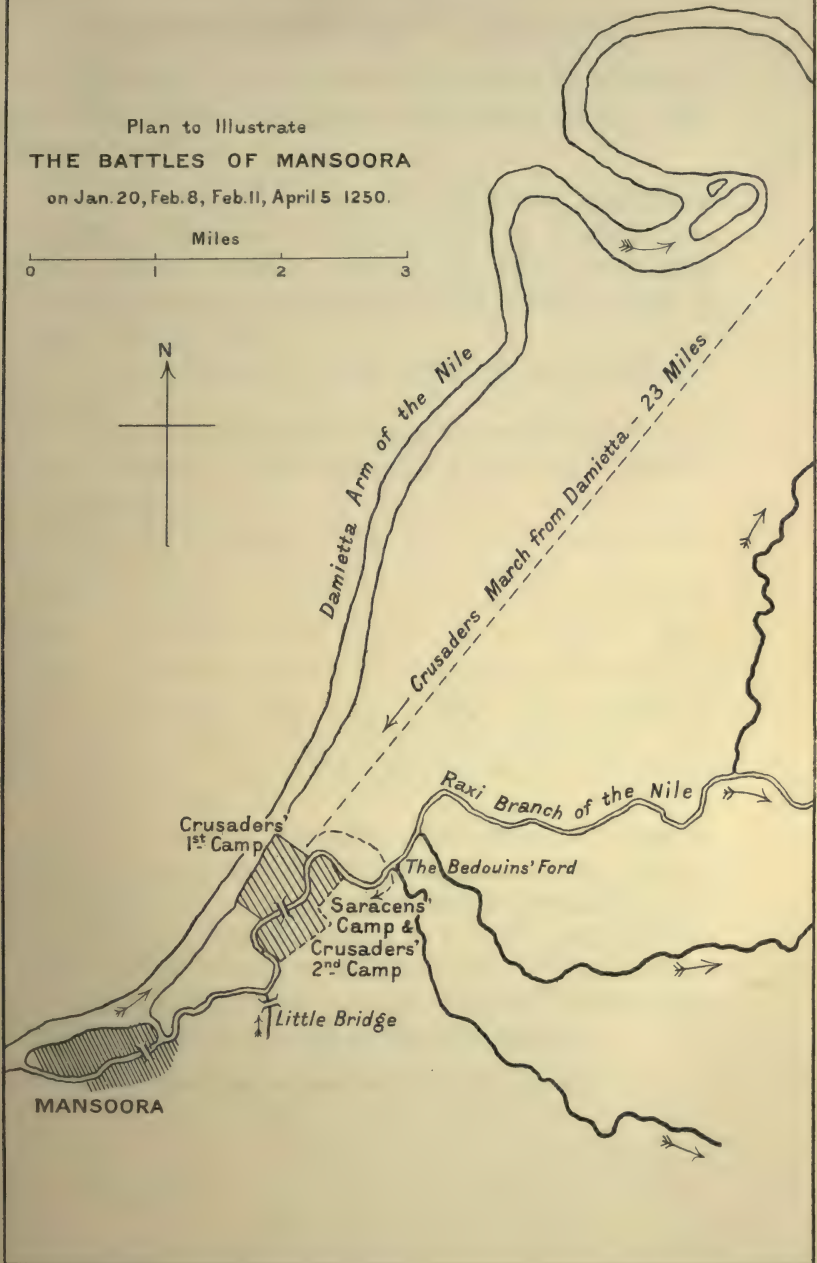 Plan to Illustrate
THE BATTLES OF MANSOORA
on Jan. 20, Feb. 8, Feb. 11, April 5 1250.
Miles
0 1 2 3
N
Damietta Arm of the Nile
Crusaders March from Damietta - 23 Miles
Raxi Branch of the Nile
Crusaders'
1st Camp
The Bedouins' Ford
Saracens'
Camp &
Crusaders'
2nd Camp
Little Bridge
MANSOORA